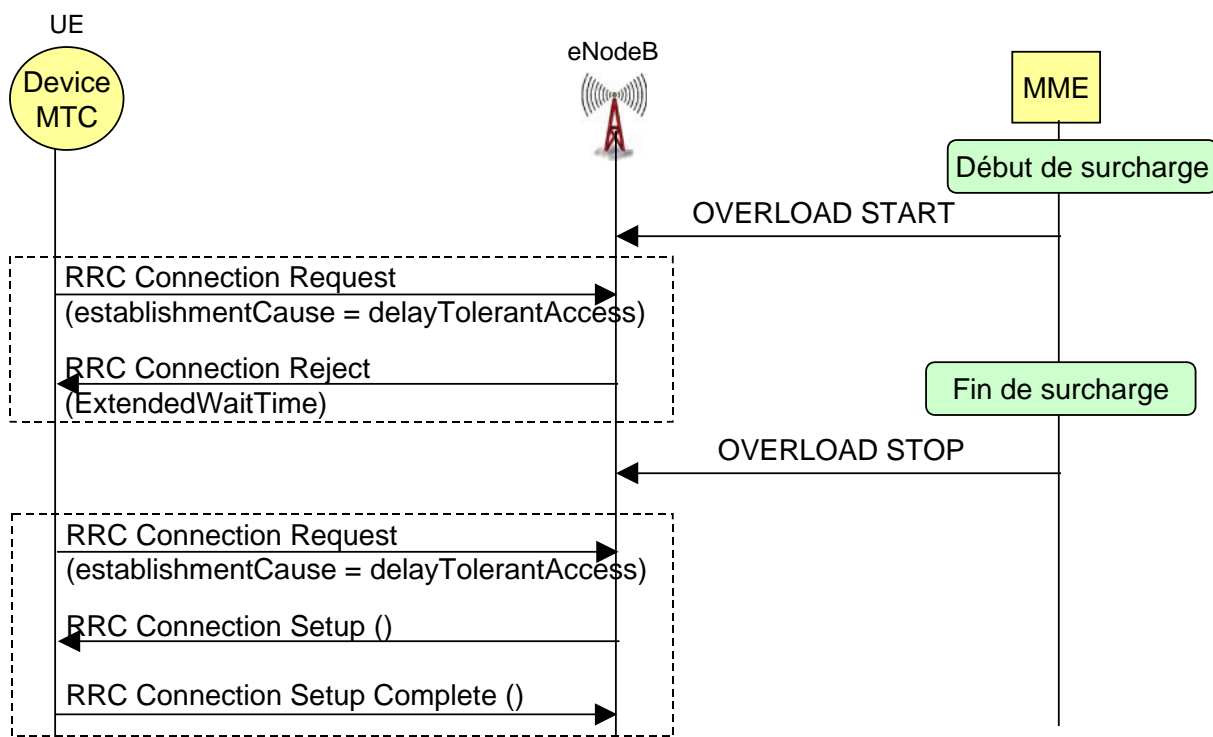 UE
eNodeB
Device
MTC
MME
Début de surcharge
OVERLOAD START
RRC Connection Request
(establishmentCause = delayTolerantAccess)
RRC Connection Reject
(ExtendedWaitTime)
Fin de surcharge
OVERLOAD STOP
RRC Connection Request
(establishmentCause = delayTolerantAccess)
RRC Connection Setup ()
RRC Connection Setup Complete ()